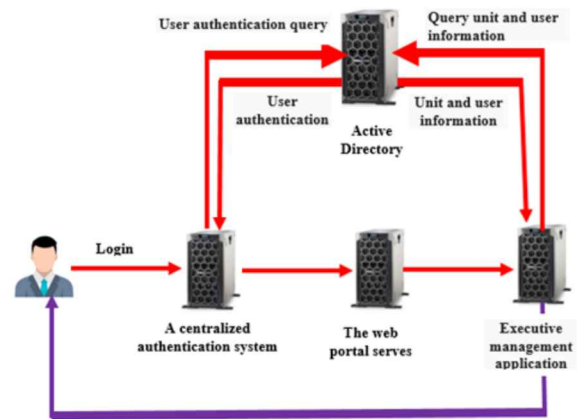 User authentication query
Query unit and user
information
User
authentication
Unit and user
information
Active
Directory
Login
A centralized
authentication system
The web
portal serves
Executive
management
application